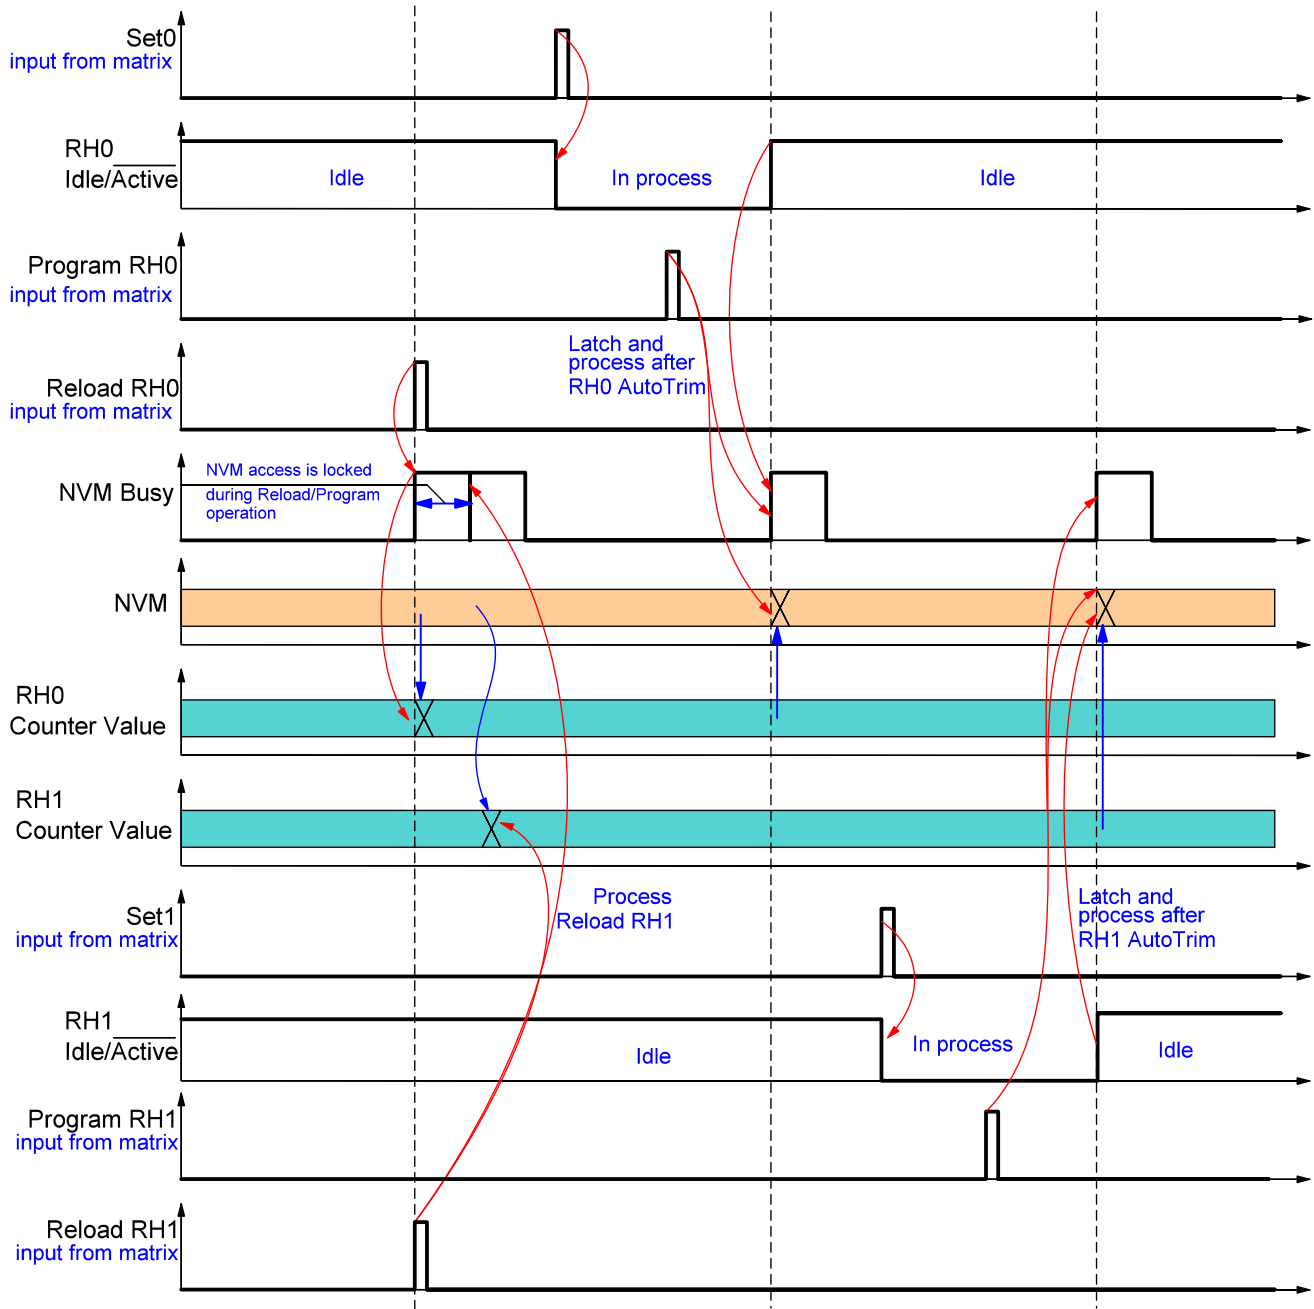 Set0
input from matrix
RH0
Idle/Active
Idle
In process
Idle
Program RH0
input from matrix
Latch and
process after
RH0 AutoTrim
Reload RH0
input from matrix
NVM Busy
NVM access is locked
during Reload/Program
operation
NVM
RH0
Counter Value
RH1
Counter Value
Process
Reload RH1
Set1
input from matrix
Latch and
process after
RH1 AutoTrim
RH1
Idle/Active
Idle
In process
Idle
Program RH1
input from matrix
Reload RH1
input from matrix